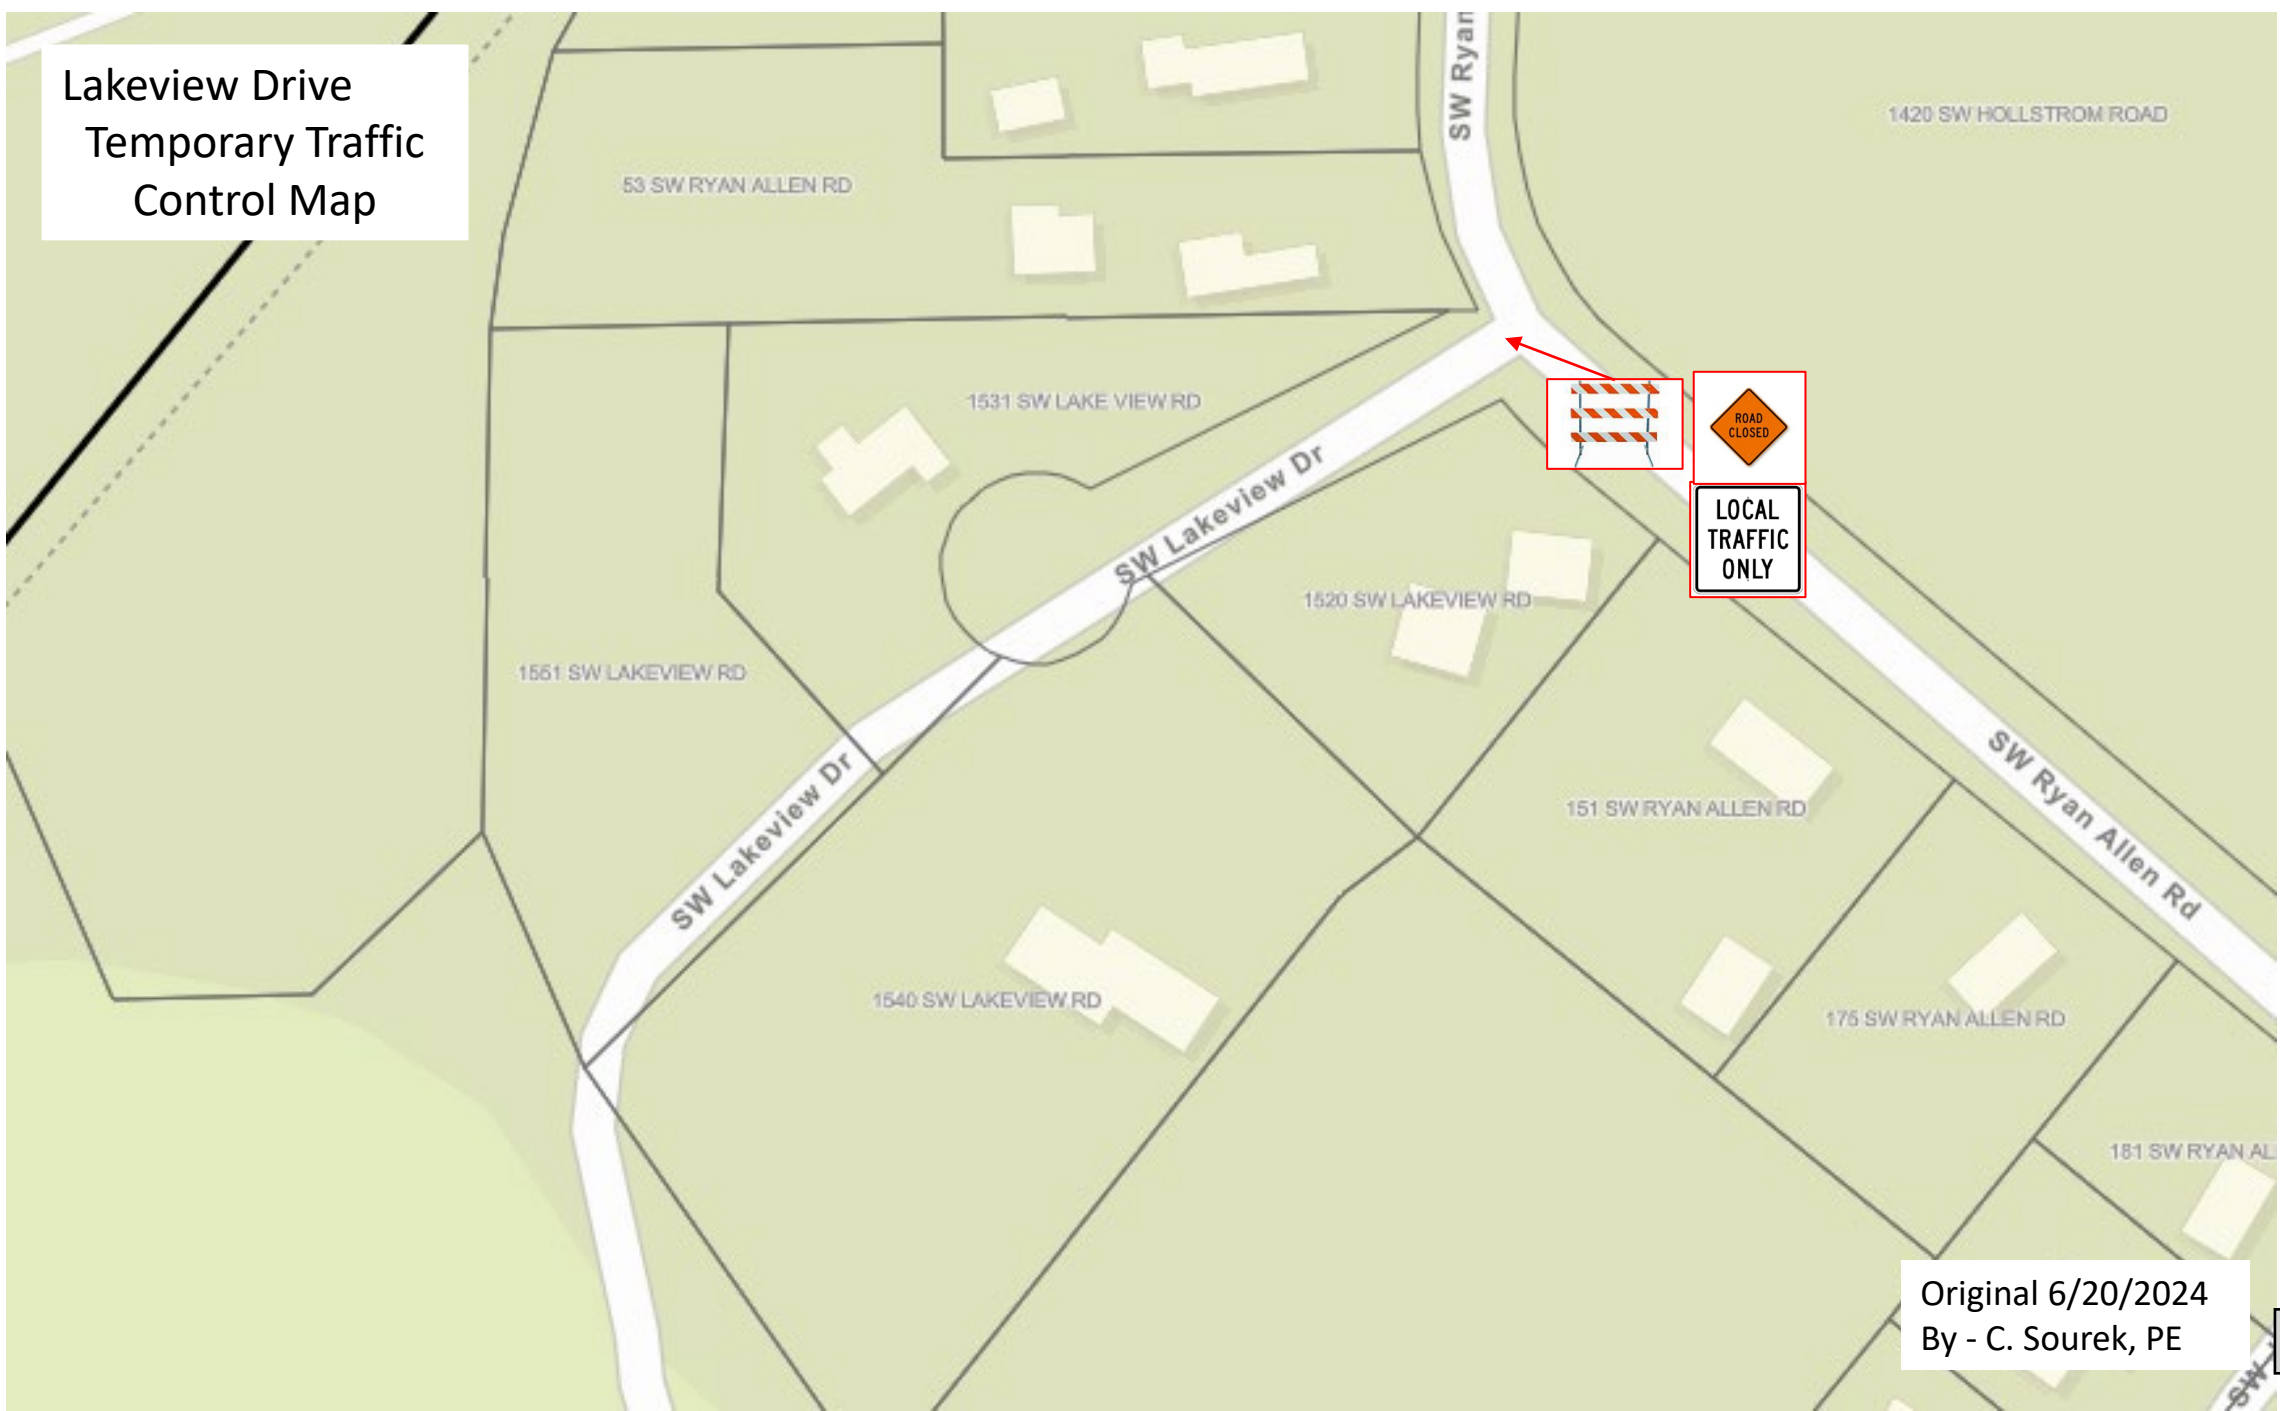 Lakeview Drive
Temporary Traffic
Control Map
SW Ryan
1420 SW HOLLSTROM ROAD
53 SW RYAN ALLEN RD
1531 SW LAKE VIEW RD
ROAD
CLOSED
LOCAL
TRAFFIC
ONLY
SW Lakeview Dr
1520 SW LAKEVIEW RD
1551 SW LAKEVIEW RD
SW Lakeview Dr
151 SW RYAN ALLEN RD
SW Ryan Allen Rd
1540 SW LAKEVIEW RD
175 SW RYAN ALLEN RD
181 SW RYAN AL
Original 6/20/2024
By - C. Sourek, PE
SW